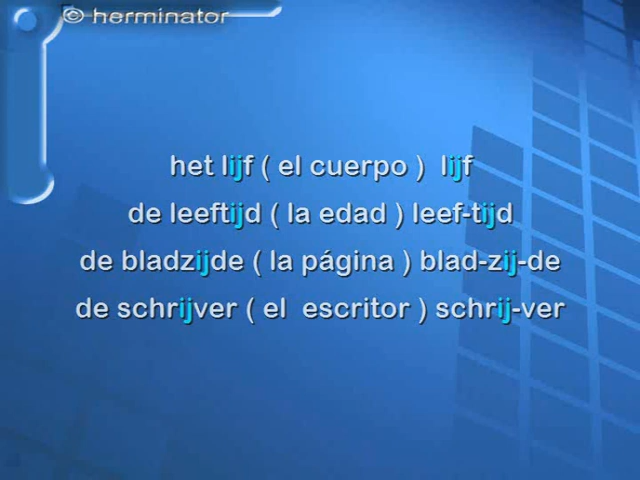 © herminator
het lijf ( el cuerpo ) lijf
de leeftijd ( la edad ) leef-tijd
de bladzijde ( la página ) blad-zij-de
de schrijver ( el escritor ) schrij-ver